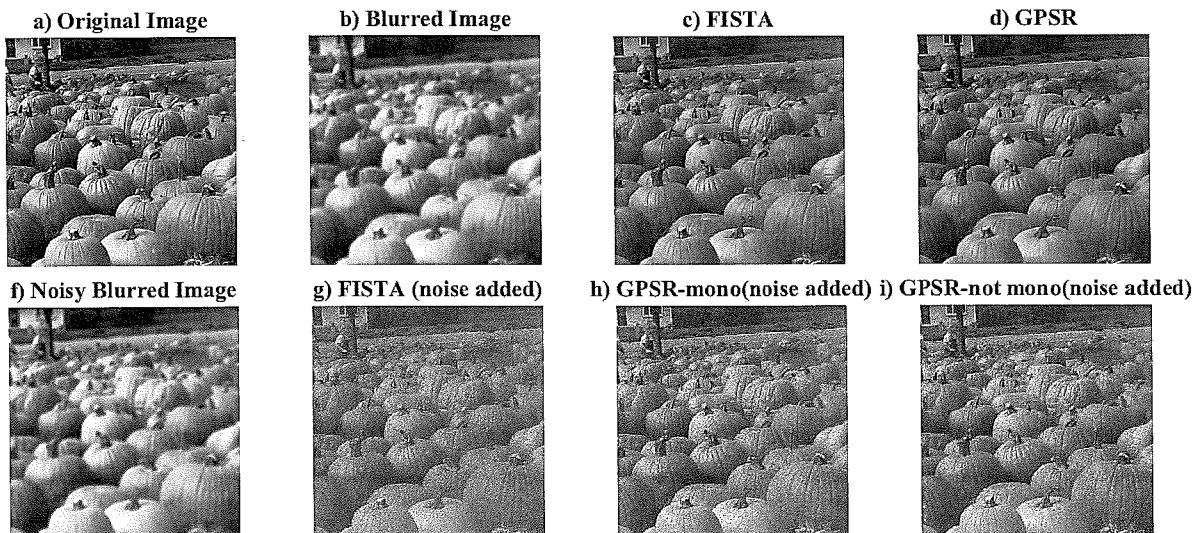 a) Original Image
b) Blurred Image
c) FISTA
d) GPSR
f) Noisy Blurred Image
g) FISTA (noise added)
h) GPSR-mono(noise added)
i) GPSR-not mono(noise added)